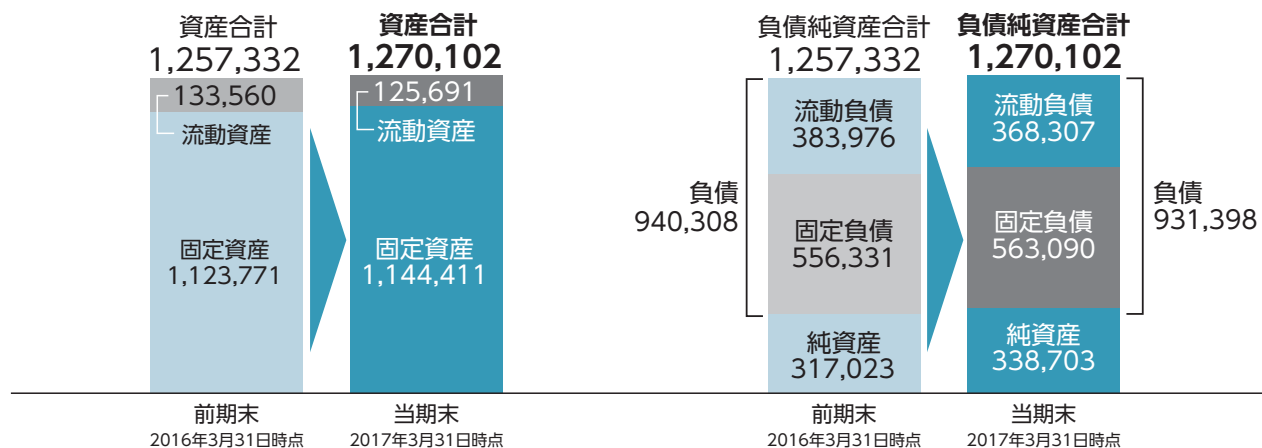 資産合計
1,257,332
133,560
流動資産
固定資産
1,123,771
前期末
2016年3月31日時点
資産合計
1,270,102
125,691
流動資産
固定資産
1,144,411
当期末
2017年3月31日時点
負債純資産合計
1,257,332
負債
940,308
流動負債
383,976
固定負債
556,331
純資産
317,023
前期末
2016年3月31日時点
負債純資産合計
1,270,102
流動負債
368,307
固定負債
563,090
純資産
338,703
負債
931,398
当期末
2017年3月31日時点